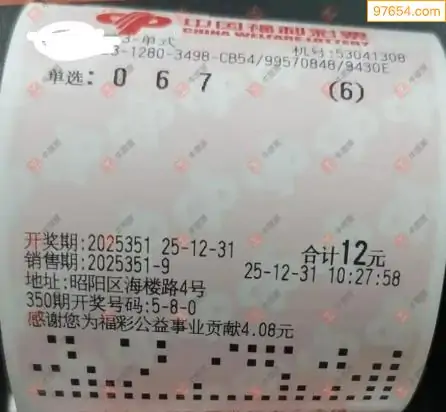 97654.com
中国福利彩票
CHINA WELFARE LOTTERY
3-单式 机号:53041308
3-1280-3498-CB54/99570848/9430E
单选: 0 6 7 (6)
开奖期:2025351 25-12-31 合计12元
销售期:2025351-9 25-12-31 10:27:58
地址:昭阳区海楼路4号
350期开奖号码:5-8-0
感谢您为福彩公益事业贡献4.08元